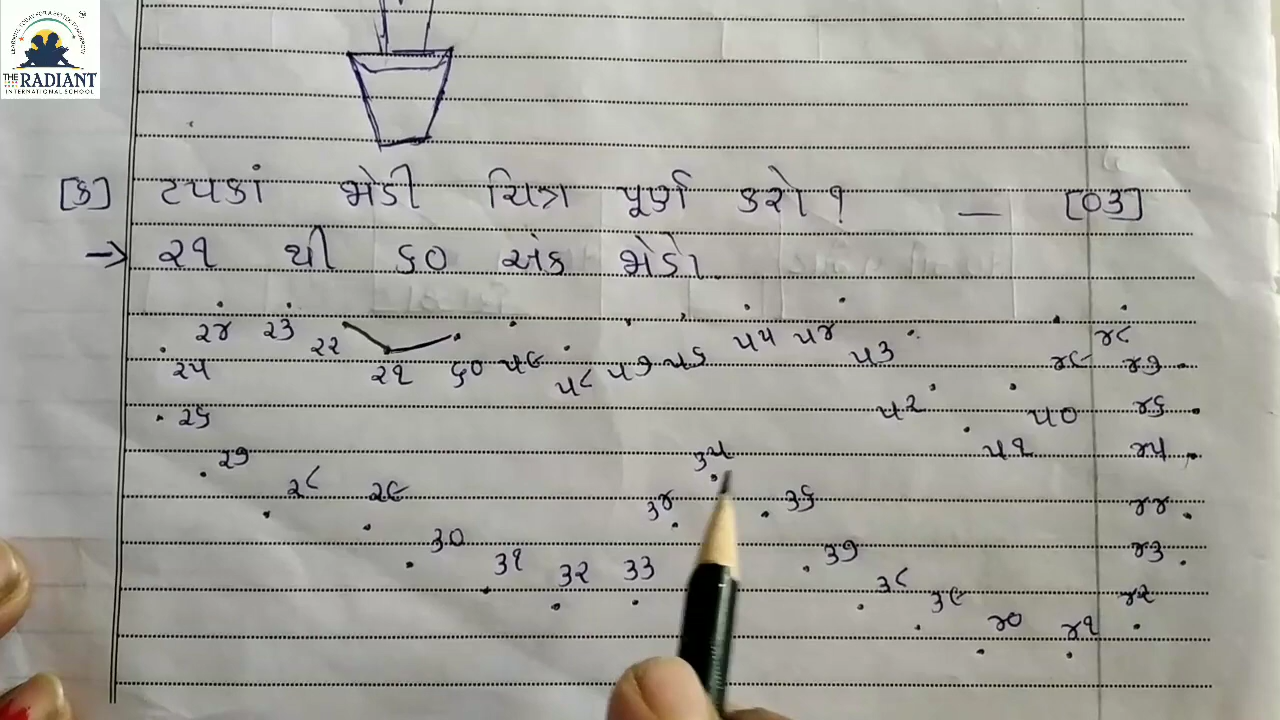 THE RADIANT
INTERNATIONAL SCHOOL
[ક] ટપકાં જોડી ચિત્ર પૂર્ણ કરો ? — [૦૩]
→ ૨૧ થી ૬૦ અંક જોડો.
૨૪ ૨૩ ૨૨ ૫૫ ૫૪ ૫૩ ૪૮
૨૫ ૨૧ ૬૦ ૫૯ ૫૮ ૫૭ ૫૬ ૪૯ ૪૭
૨૬ ૫૨ ૫૦ ૪૬
૨૭ ૩૫ ૫૧ ૪૫
૨૮ ૨૯ ૩૪ ૩૬ ૪૪
૩૦ ૩૭ ૪૩
૩૧ ૩૨ ૩૩ ૩૮ ૩૯ ૪૨
૪૦ ૪૧